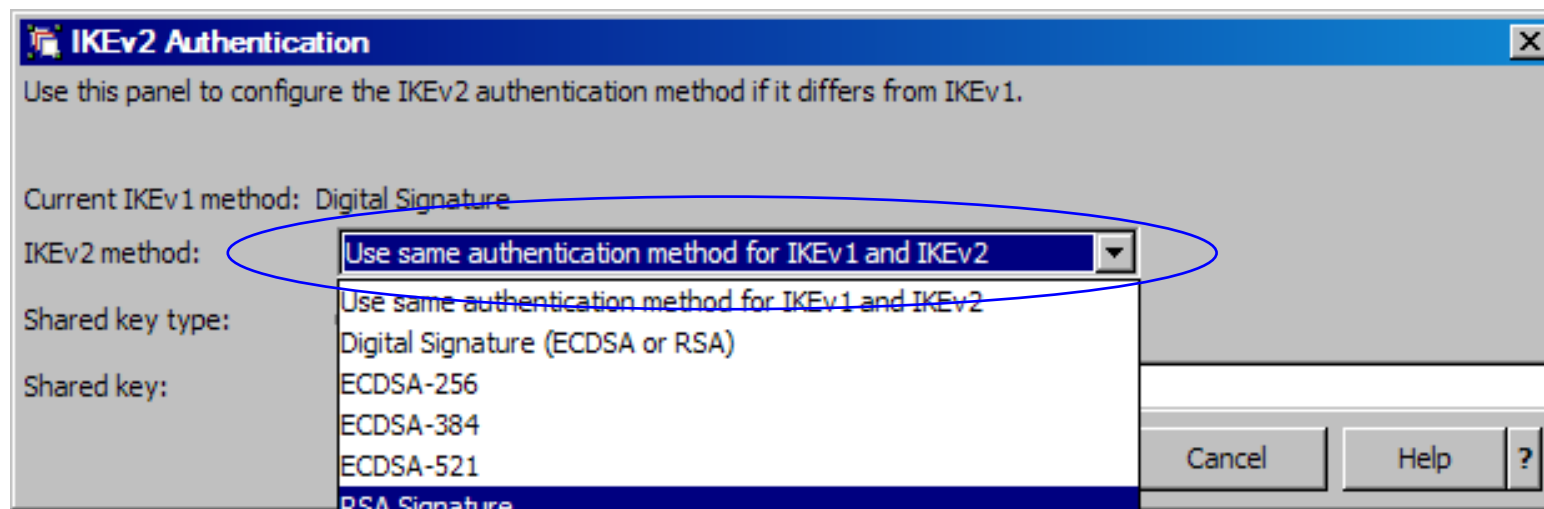 IKEv2 Authentication
Use this panel to configure the IKEv2 authentication method if it differs from IKEv1.
Current IKEv1 method: Digital Signature
IKEv2 method: Use same authentication method for IKEv1 and IKEv2
Use same authentication method for IKEv1 and IKEv2
Shared key type:
Digital Signature (ECDSA or RSA)
Shared key: ECDSA-256
ECDSA-384
ECDSA-521
Cancel Help ?
RSA Signature